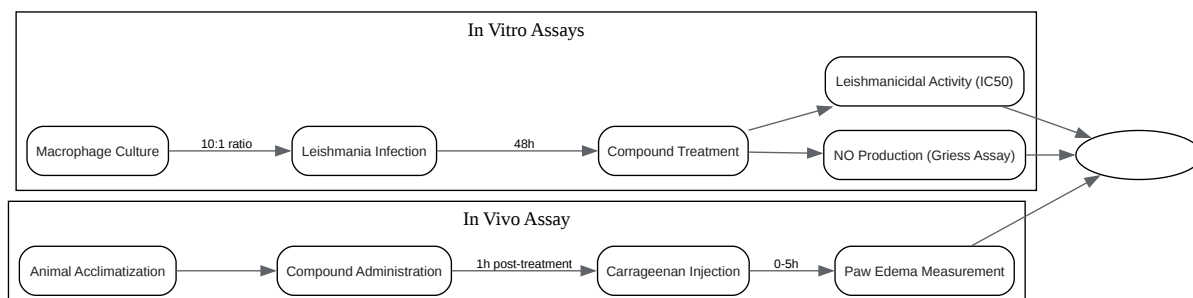 In Vitro Assays
Macrophage Culture
10:1 ratio
Leishmania Infection
48h
Compound Treatment
Leishmanicidal Activity (IC50)
NO Production (Griess Assay)
In Vivo Assay
Animal Acclimatization
Compound Administration
1h post-treatment
Carrageenan Injection
0-5h
Paw Edema Measurement